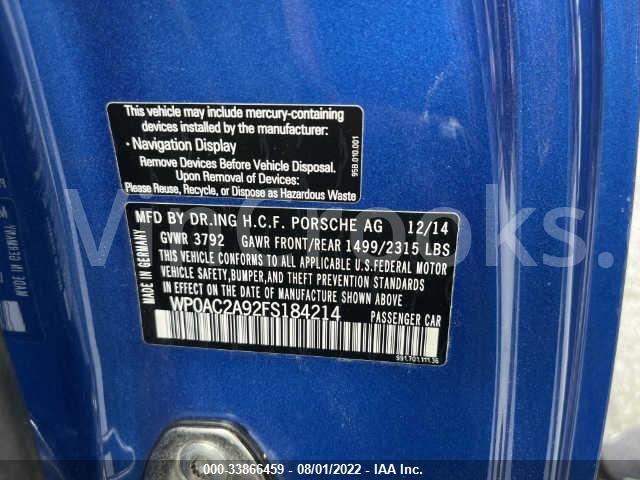 This vehicle may include mercury-containing
devices installed by the manufacturer:
· Navigation Display
Remove Devices Before Vehicle Disposal.
Upon Removal of Devices:
Please Reuse, Recycle, or Dispose as Hazardous Waste
95B.010.001
MFD BY DR.ING H.C.F. PORSCHE AG 12/14
GVWR 3792 GAWR FRONT/REAR 1499/2315 LBS
THIS VEHICLE CONFORMS TO ALL APPLICABLE U.S.FEDERAL MOTOR
VEHICLE SAFETY,BUMPER,AND THEFT PREVENTION STANDARDS
IN EFFECT ON THE DATE OF MANUFACTURE SHOWN ABOVE.
WP0AC2A92FS184214 PASSENGER CAR
MADE IN GERMANY
991.701.111.36
000-33866459 - 08/01/2022 - IAA Inc.